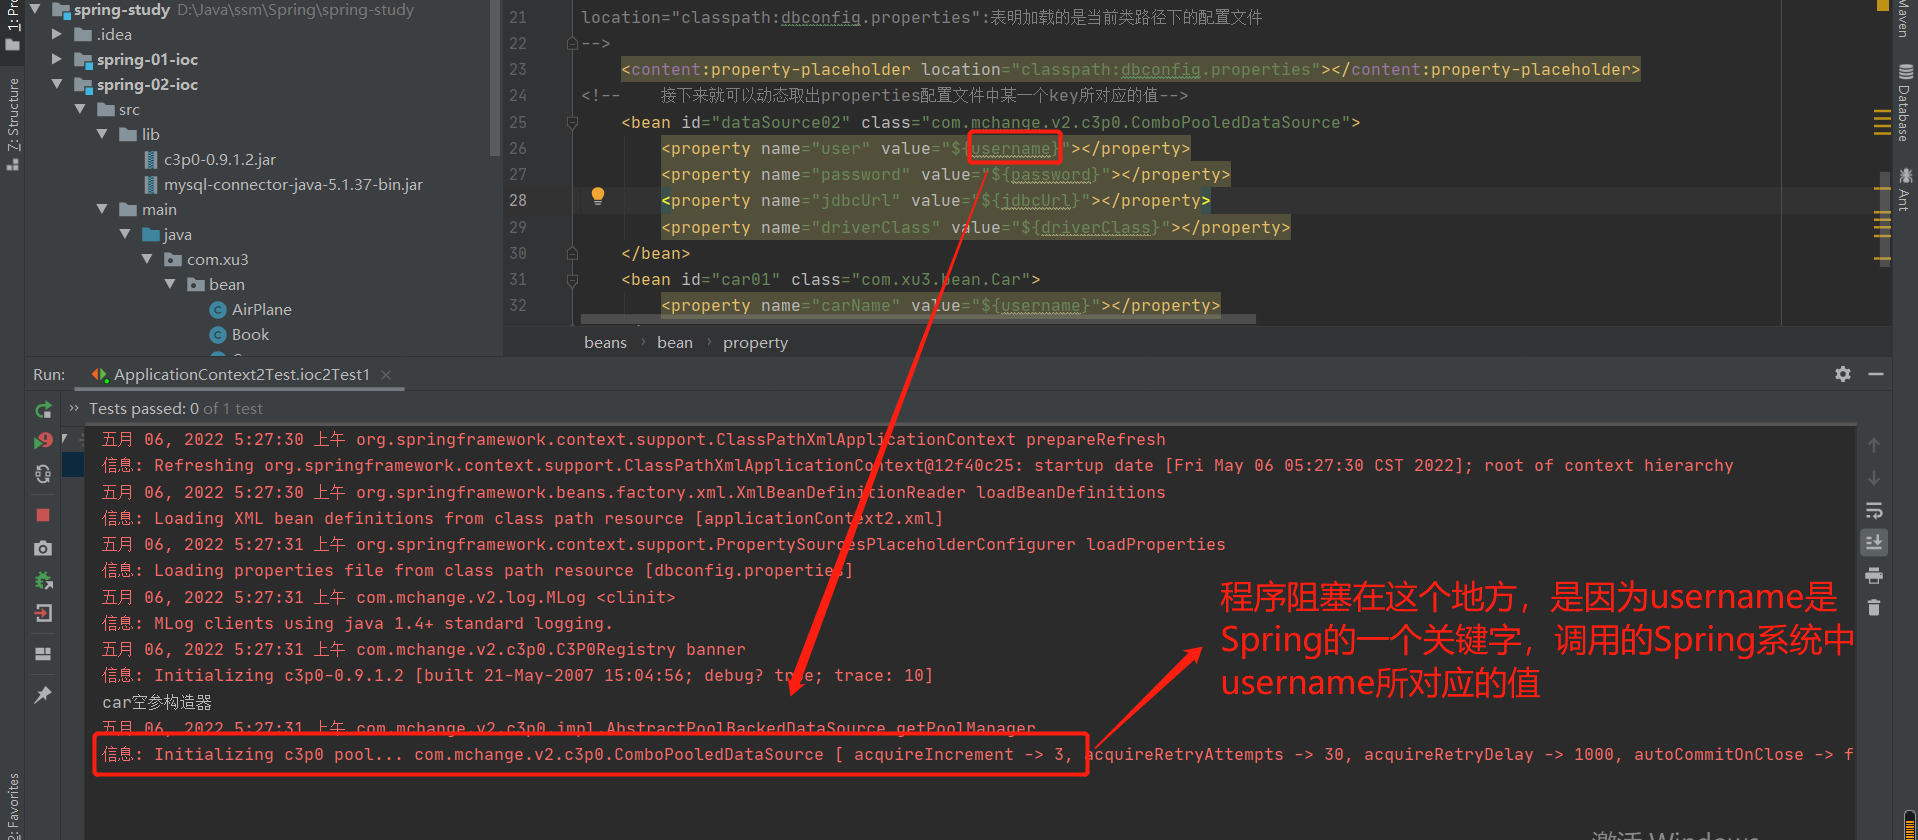 1: Pr
7: Structure
2: Favorites
spring-study D:\Java\ssm\Spring\spring-study
.idea
spring-01-ioc
spring-02-ioc
src
lib
c3p0-0.9.1.2.jar
mysql-connector-java-5.1.37-bin.jar
main
java
com.xu3
bean
AirPlane
Book
21 location="classpath:dbconfig.properties":表明加载的是当前类路径下的配置文件
22 -->
23 <content:property-placeholder location="classpath:dbconfig.properties"></content:property-placeholder>
24 <!-- 接下来就可以动态取出properties配置文件中某一个key所对应的值-->
25 <bean id="dataSource02" class="com.mchange.v2.c3p0.ComboPooledDataSource">
26 <property name="user" value="${username}"></property>
27 <property name="password" value="${password}"></property>
28 <property name="jdbcUrl" value="${jdbcUrl}"></property>
29 <property name="driverClass" value="${driverClass}"></property>
30 </bean>
31 <bean id="car01" class="com.xu3.bean.Car">
32 <property name="carName" value="${username}"></property>
beans › bean › property
Maven
Database
Ant
Run: ApplicationContext2Test.ioc2Test1 ×
» Tests passed: 0 of 1 test
五月 06, 2022 5:27:30 上午 org.springframework.context.support.ClassPathXmlApplicationContext prepareRefresh
信息: Refreshing org.springframework.context.support.ClassPathXmlApplicationContext@12f40c25: startup date [Fri May 06 05:27:30 CST 2022]; root of context hierarchy
五月 06, 2022 5:27:30 上午 org.springframework.beans.factory.xml.XmlBeanDefinitionReader loadBeanDefinitions
信息: Loading XML bean definitions from class path resource [applicationContext2.xml]
五月 06, 2022 5:27:31 上午 org.springframework.context.support.PropertySourcesPlaceholderConfigurer loadProperties
信息: Loading properties file from class path resource [dbconfig.properties]
五月 06, 2022 5:27:31 上午 com.mchange.v2.log.MLog <clinit>
信息: MLog clients using java 1.4+ standard logging.
五月 06, 2022 5:27:31 上午 com.mchange.v2.c3p0.C3P0Registry banner
信息: Initializing c3p0-0.9.1.2 [built 21-May-2007 15:04:56; debug? true; trace: 10]
car空参构造器
五月 06, 2022 5:27:31 上午 com.mchange.v2.c3p0.impl.AbstractPoolBackedDataSource getPoolManager
信息: Initializing c3p0 pool... com.mchange.v2.c3p0.ComboPooledDataSource [ acquireIncrement -> 3, acquireRetryAttempts -> 30, acquireRetryDelay -> 1000, autoCommitOnClose -> f
程序阻塞在这个地方，是因为username是
Spring的一个关键字，调用的Spring系统中
username所对应的值
激活 Windows